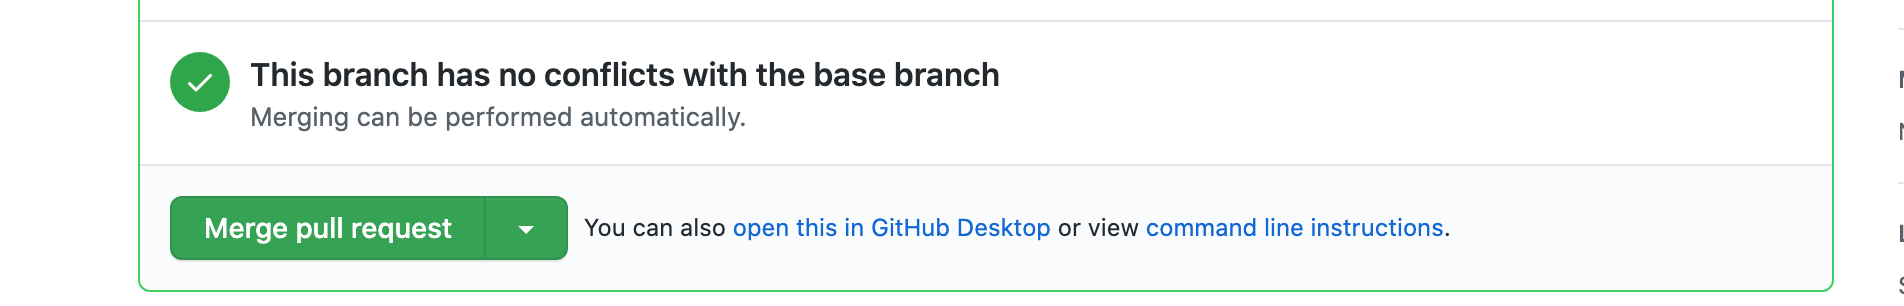 This branch has no conflicts with the base branch
Merging can be performed automatically.
Merge pull request
You can also open this in GitHub Desktop or view command line instructions.